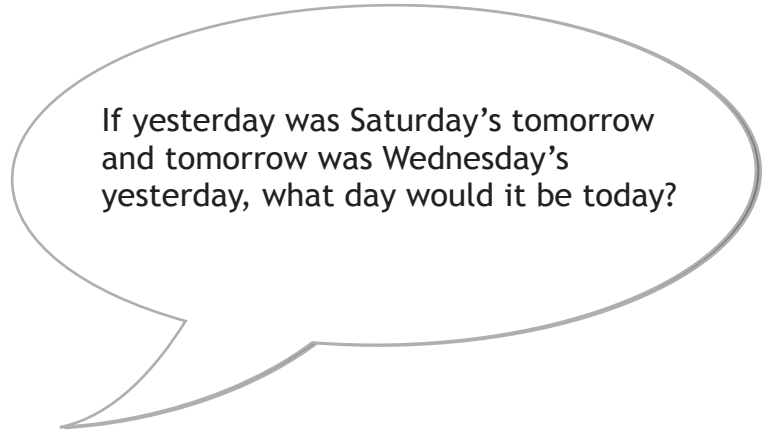 If yesterday was Saturday’s tomorrow
and tomorrow was Wednesday’s
yesterday, what day would it be today?